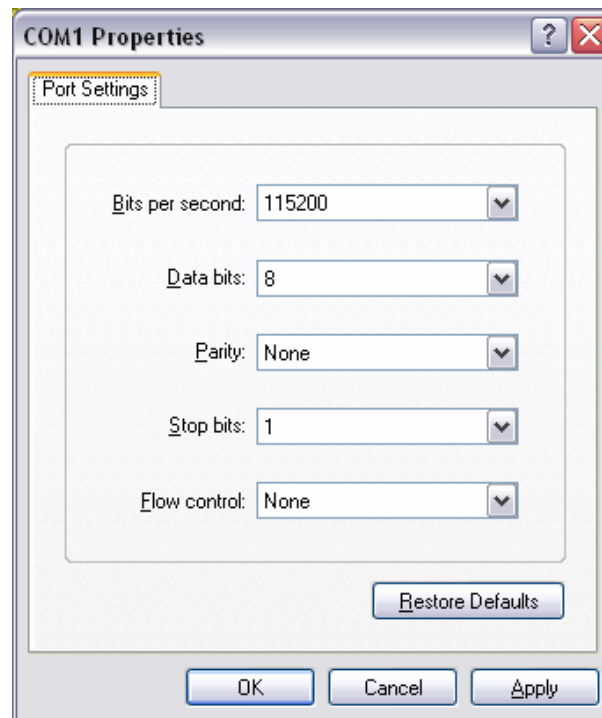 COM1 Properties
Port Settings
Bits per second: 115200
Data bits: 8
Parity: None
Stop bits: 1
Flow control: None
Restore Defaults
OK Cancel Apply